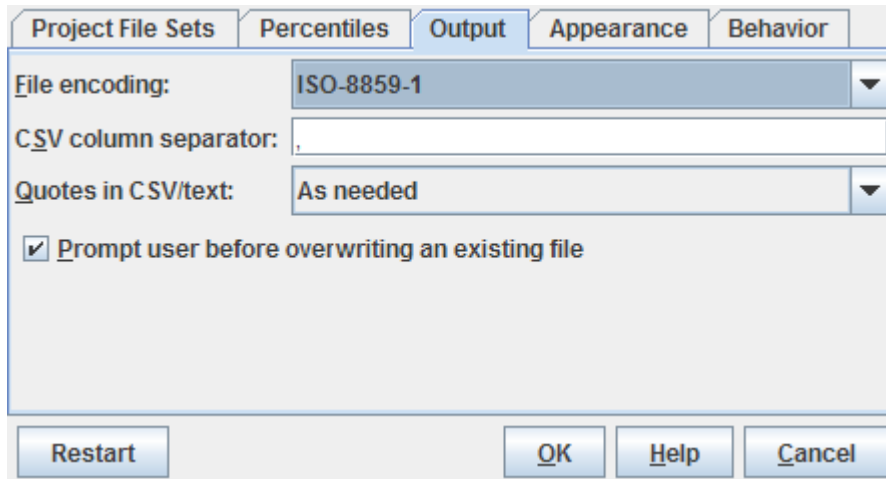 Project File Sets Percentiles Output Appearance Behavior
File encoding: ISO-8859-1
CSV column separator: ,
Quotes in CSV/text: As needed
Prompt user before overwriting an existing file
Restart OK Help Cancel